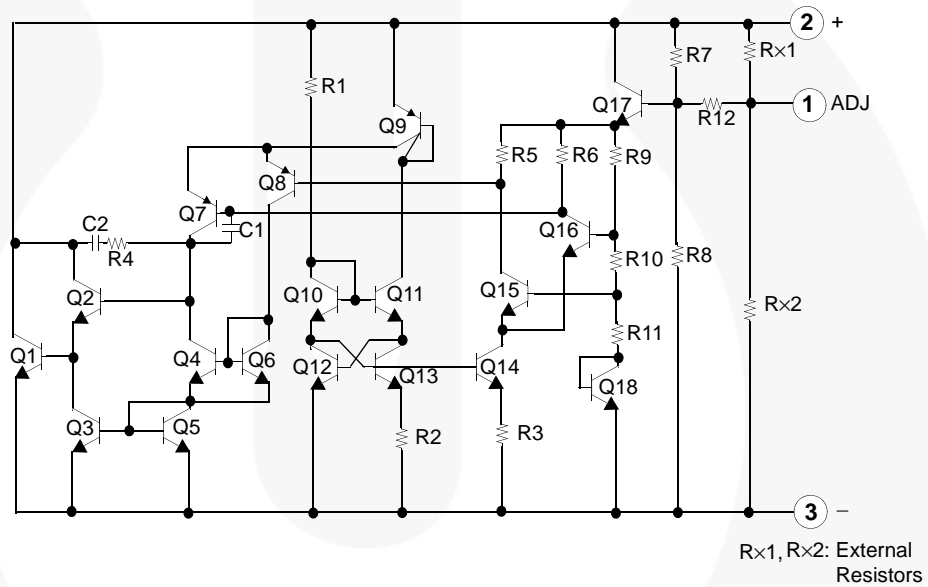 2 +
R7
R×1
R1
1 ADJ
Q17
R12
Q9
R5
R6
R9
Q8
Q7
C1
C2
Q16
R4
R10
R8
Q2
Q10
Q11
Q15
R×2
R11
Q1
Q4
Q6
Q12
Q13
Q14
Q18
Q3
Q5
R2
R3
3 –
R×1, R×2: External
Resistors